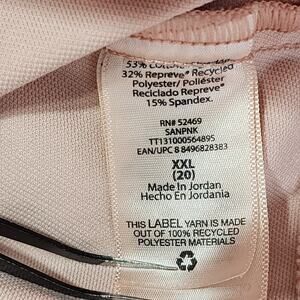 53%
32% Repreve® Recycled
Polyester/ Poliéster
Reciclado Repreve®
15% Spandex.
RN# 52469
SANPNK
TT131000564895
EAN/UPC 8 8496828383
XXL
(20)
Made In Jordan
Hecho En Jordania
THIS LABEL YARN IS MADE
OUT OF 100% RECYCLED
POLYESTER MATERIALS